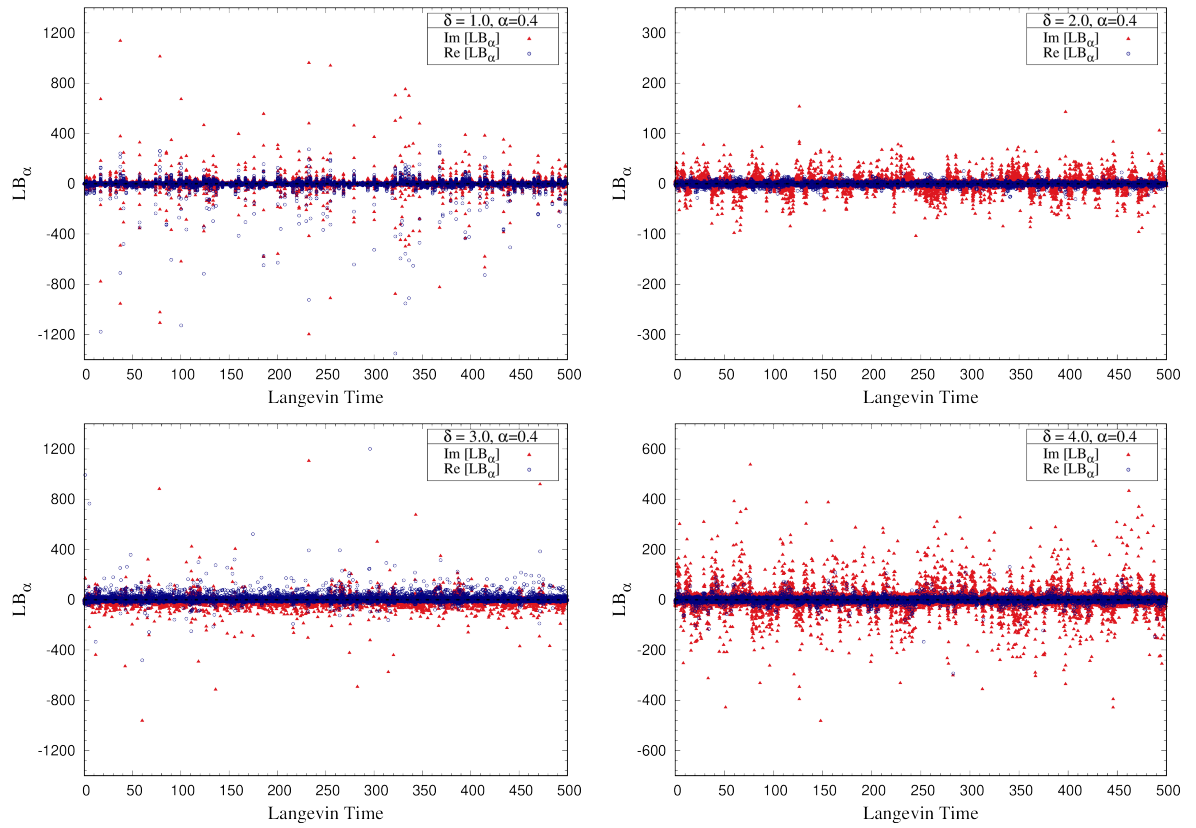 δ = 1.0, α=0.4
Im [LBα]
Re [LBα]
1200
800
400
0
-400
-800
-1200
LBα
0 50 100 150 200 250 300 350 400 450 500
Langevin Time
δ = 2.0, α=0.4
Im [LBα]
Re [LBα]
300
200
100
0
-100
-200
-300
LBα
0 50 100 150 200 250 300 350 400 450 500
Langevin Time
δ = 3.0, α=0.4
Im [LBα]
Re [LBα]
1200
800
400
0
-400
-800
-1200
LBα
0 50 100 150 200 250 300 350 400 450 500
Langevin Time
δ = 4.0, α=0.4
Im [LBα]
Re [LBα]
600
400
200
0
-200
-400
-600
LBα
0 50 100 150 200 250 300 350 400 450 500
Langevin Time